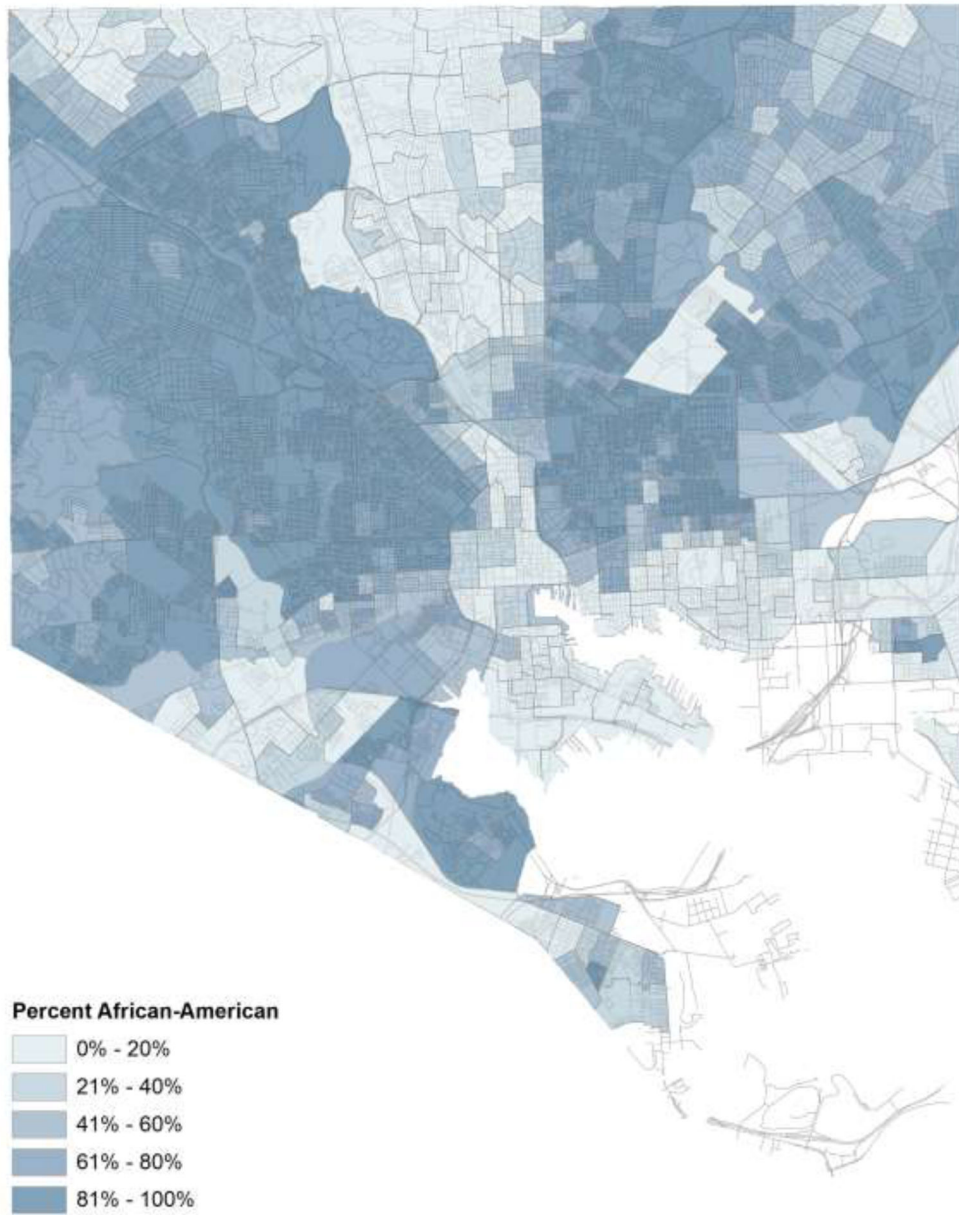 Percent African-American
0% - 20%
21% - 40%
41% - 60%
61% - 80%
81% - 100%